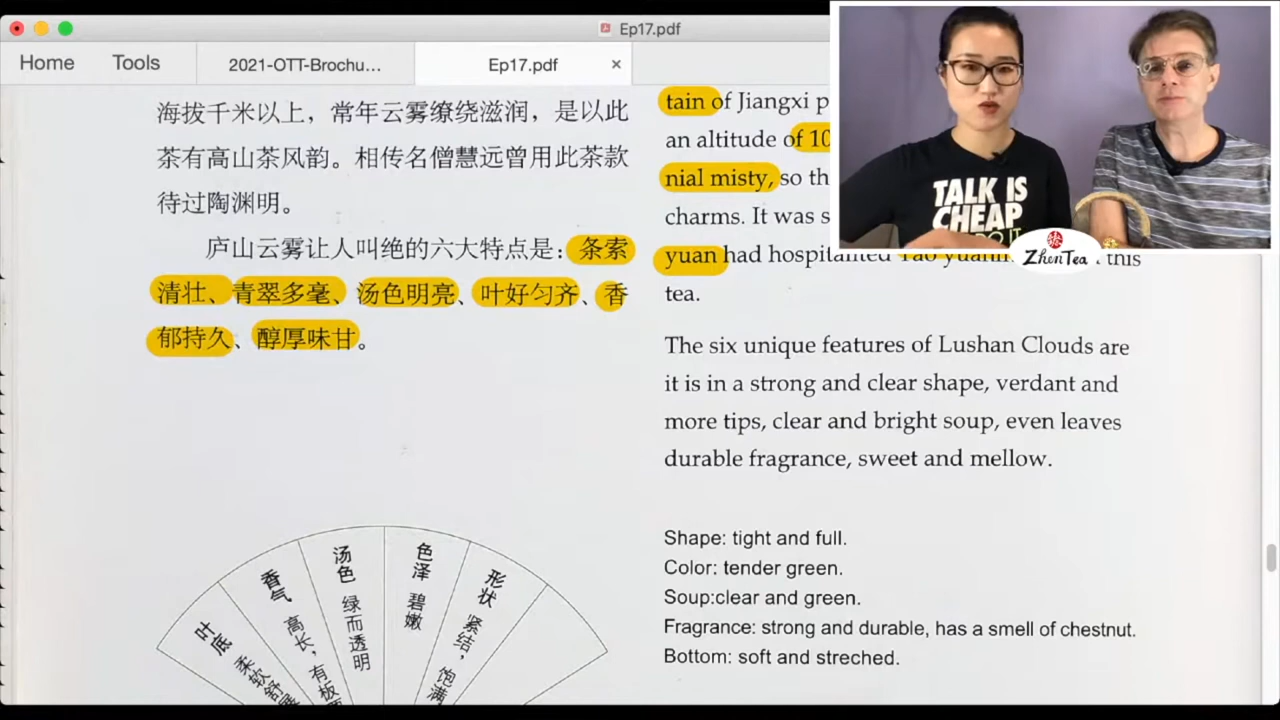 Ep17.pdf
Home
Tools
2021-OTT-Brochu...
Ep17.pdf
×
海拔千米以上，常年云雾缭绕滋润，是以此
茶有高山茶风韵。相传名僧慧远曾用此茶款
待过陶渊明。
庐山云雾让人叫绝的六大特点是：条索
清壮、青翠多毫、汤色明亮、叶好匀齐、香
郁持久、醇厚味甘。
tain of Jiangxi p
an altitude of 10
nial misty, so th
charms. It was s
yuan had hospitalited
this
tea.
The six unique features of Lushan Clouds are
it is in a strong and clear shape, verdant and
more tips, clear and bright soup, even leaves
durable fragrance, sweet and mellow.
Shape: tight and full.
Color: tender green.
Soup:clear and green.
Fragrance: strong and durable, has a smell of chestnut.
Bottom: soft and streched.
叶底 柔软舒
香气 高长，有板
汤色 绿而透明
色泽 碧嫩
形状 紧结，饱满
TALK IS
CHEAP
ZhenTea